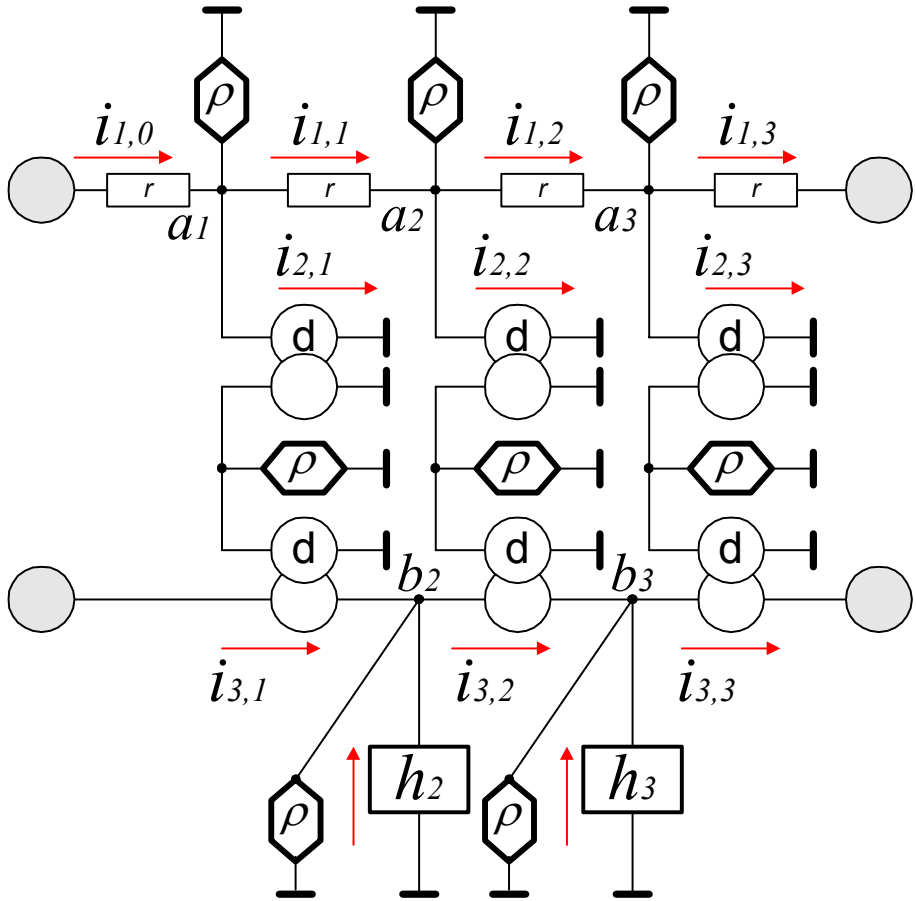 ρ ρ ρ
i1,0 i1,1 i1,2 i1,3
r r r r
a1 a2 a3
i2,1 i2,2 i2,3
d d d
ρ ρ ρ
d d d
b2 b3
i3,1 i3,2 i3,3
h2 h3
ρ ρ